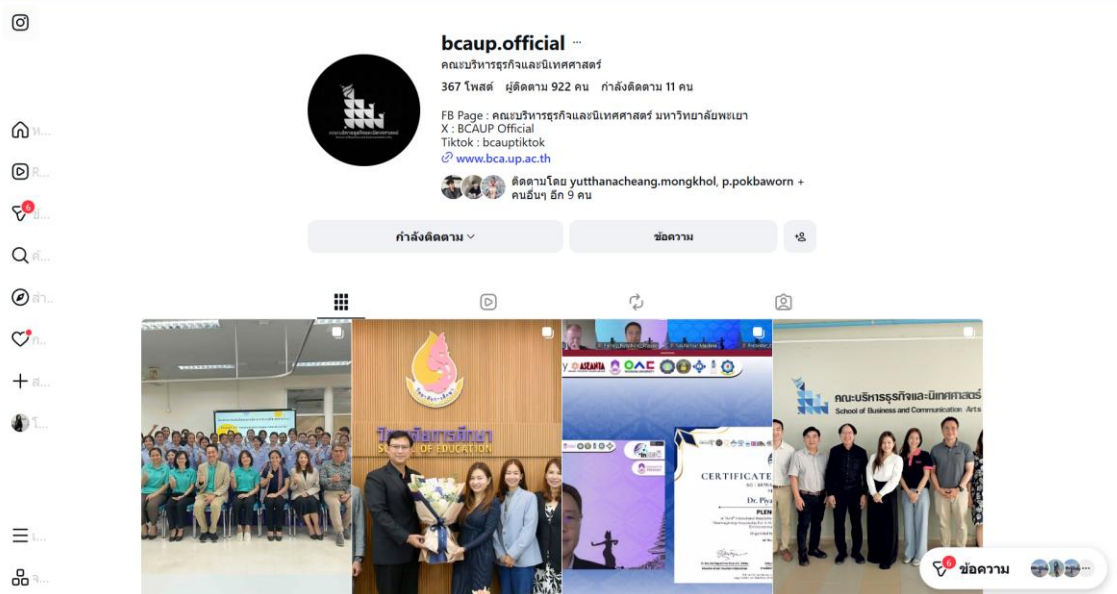 bcaup.official ...
คณะบริหารธุรกิจและนิเทศศาสตร์
367 โพสต์ ผู้ติดตาม 922 คน กำลังติดตาม 11 คน
FB Page : คณะบริหารธุรกิจและนิเทศศาสตร์ มหาวิทยาลัยพะเยา
X : BCAUP Official
Tiktok : bcauptiktok
www.bca.up.ac.th
ติดตามโดย yutthanacheang.mongkhol, p.pokbaworn +
คนอื่นๆ อีก 9 คน
ห...
R...
6
ค้...
สำ...
ก...
ส...
โ...
กำลังติดตาม
ข้อความ
วิทยาลัยการศึกษา
SCHOOL OF EDUCATION
ASEANTA
CERTIFICATE
Dr. Piya
PLEN
คณะบริหารธุรกิจและนิเทศศาสตร์
School of Business and Communication Arts
6
ข้อความ